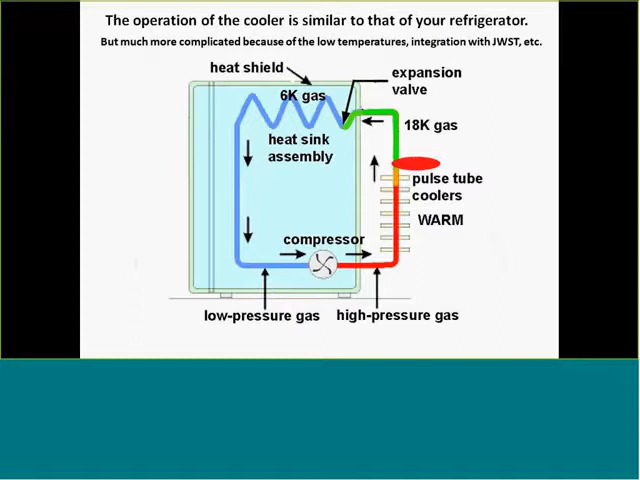 The operation of the cooler is similar to that of your refrigerator.
But much more complicated because of the low temperatures, integration with JWST, etc.
heat shield
expansion
valve
6K gas
18K gas
heat sink
assembly
pulse tube
coolers
WARM
compressor
low-pressure gas
high-pressure gas